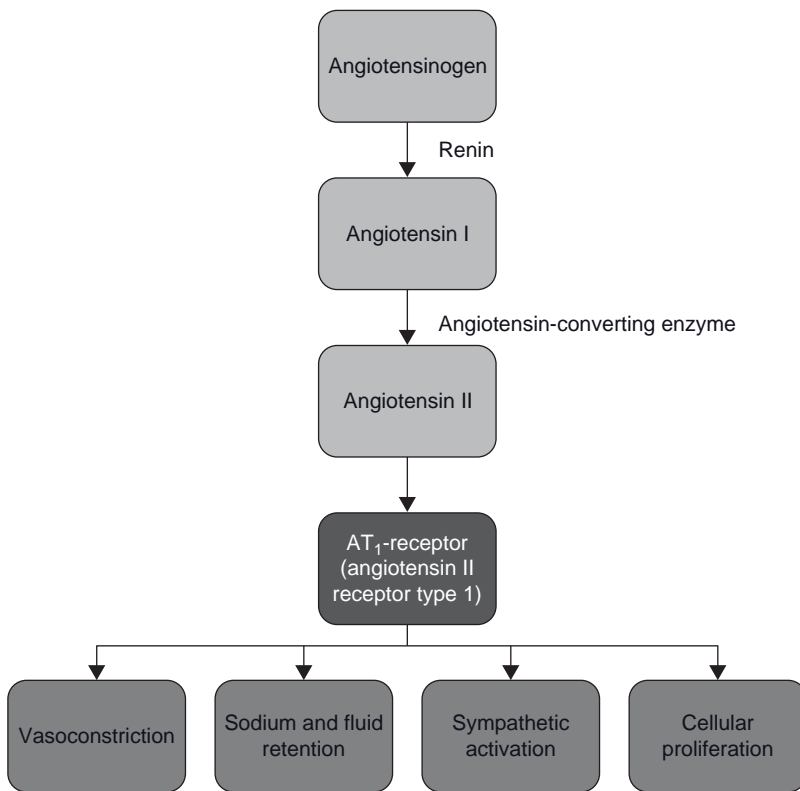 Angiotensinogen
Renin
Angiotensin I
Angiotensin-converting enzyme
Angiotensin II
AT₁-receptor
(angiotensin II
receptor type 1)
Vasoconstriction
Sodium and fluid
retention
Sympathetic
activation
Cellular
proliferation